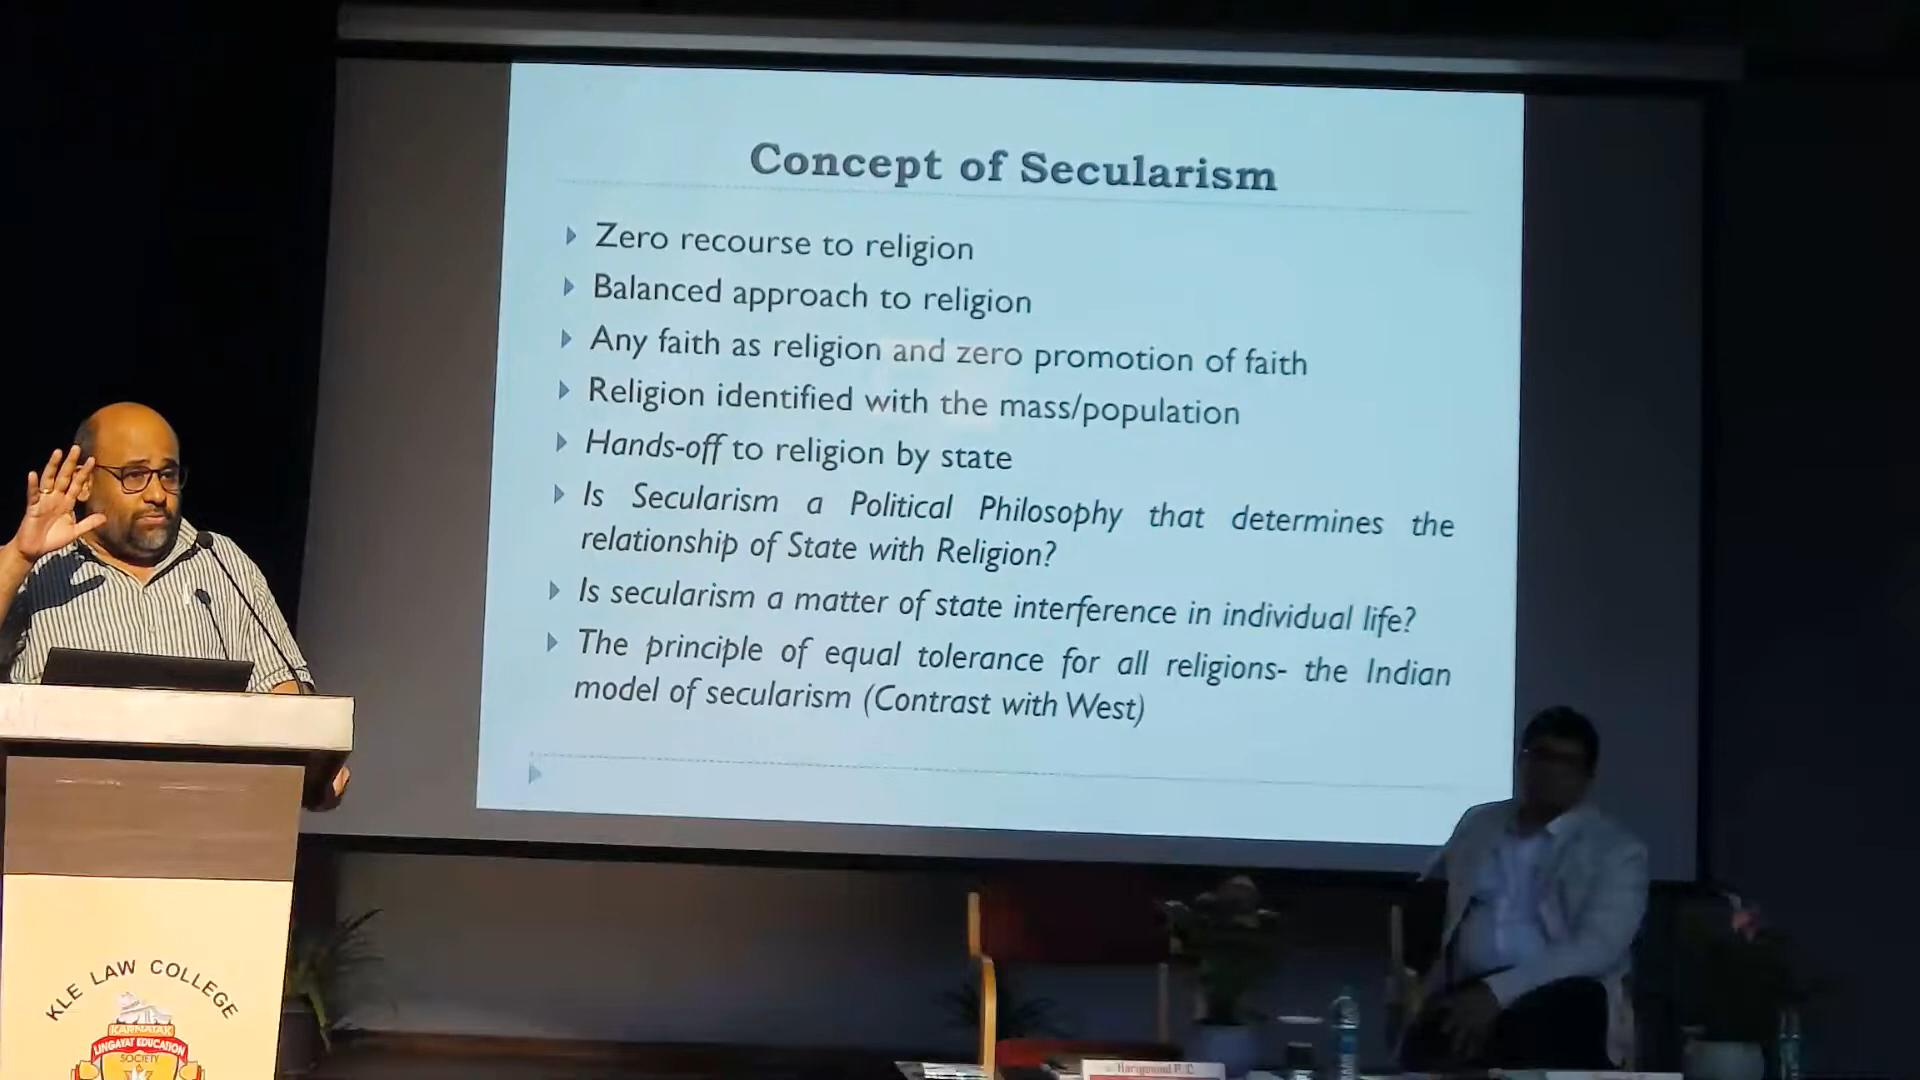 Concept of Secularism
Zero recourse to religion
Balanced approach to religion
Any faith as religion and zero promotion of faith
Religion identified with the mass/population
Hands-off to religion by state
Is Secularism a Political Philosophy that determines the
relationship of State with Religion?
Is secularism a matter of state interference in individual life?
The principle of equal tolerance for all religions- the Indian
model of secularism (Contrast with West)
KLE LAW COLLEGE
KARNATAK
LINGAYAT EDUCATION
SOCIETY